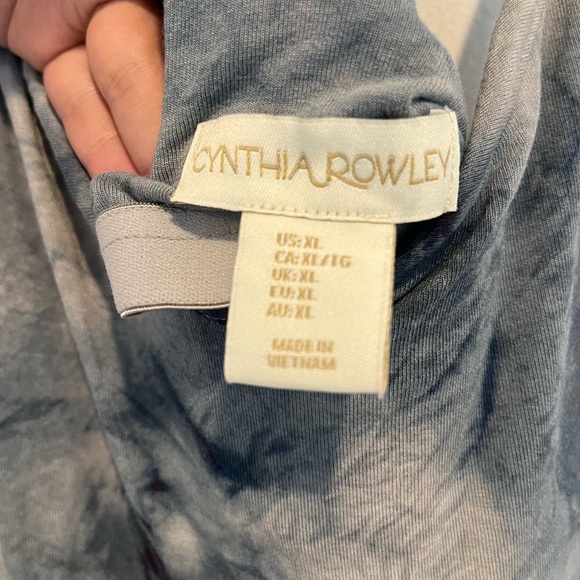 CYNTHIA ROWLEY
US:XL
CA:XL/TG
UK:XL
EU:XL
AU:XL
MADE IN
VIETNAM